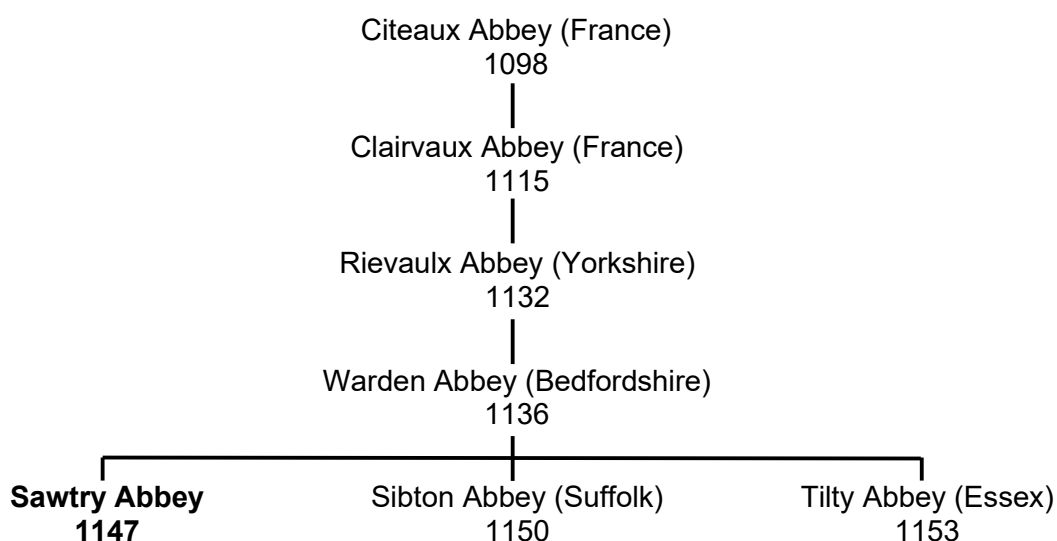 Citeaux Abbey (France)
1098
Clairvaux Abbey (France)
1115
Rievaulx Abbey (Yorkshire)
1132
Warden Abbey (Bedfordshire)
1136
Sawtry Abbey
1147
Sibton Abbey (Suffolk)
1150
Tilty Abbey (Essex)
1153